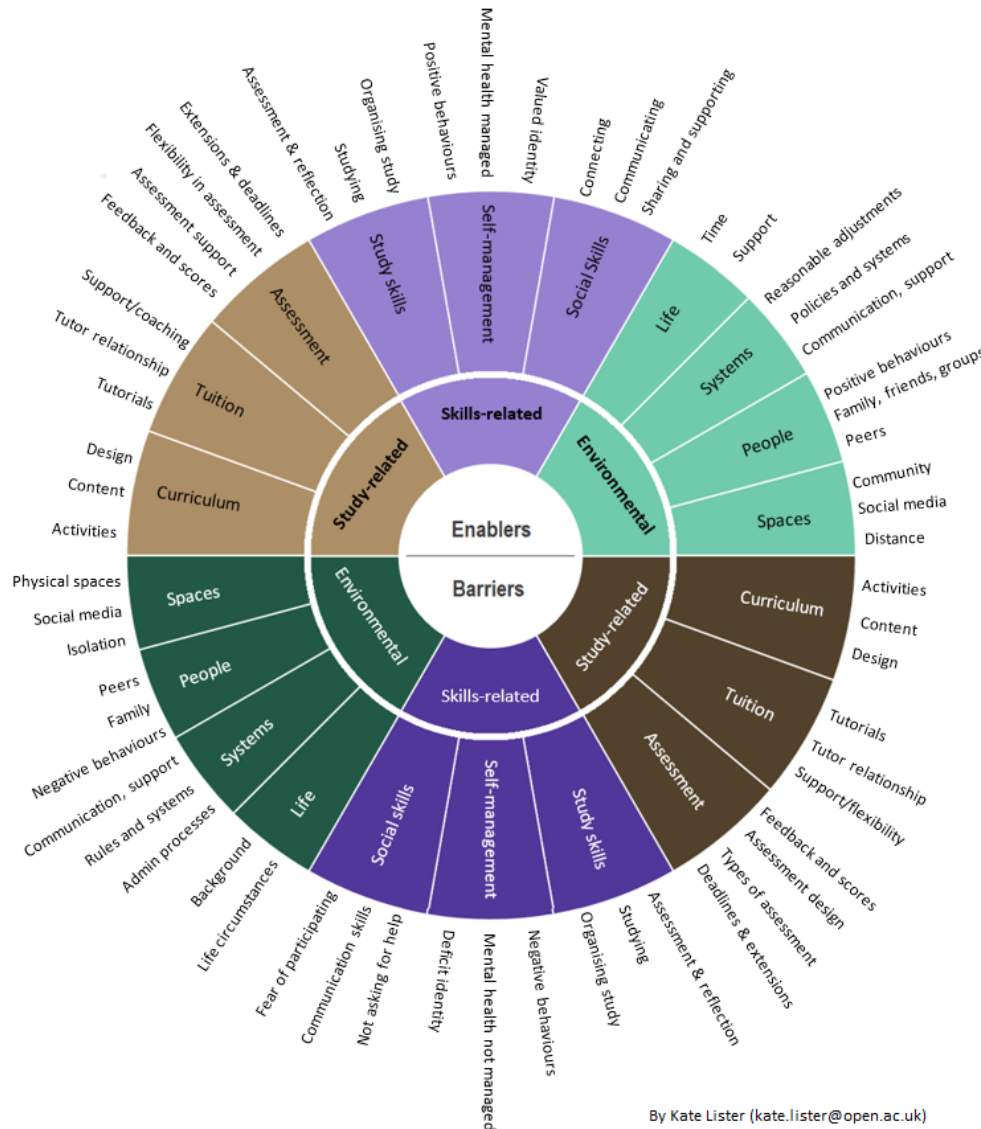 Enablers
Barriers
Skills-related
Study skills
Assessment & reflection
Studying
Organising study
Self-management
Positive behaviours
Mental health managed
Valued identity
Social Skills
Connecting
Communicating
Sharing and supporting
Environmental
Life
Time
Support
Systems
Reasonable adjustments
Policies and systems
Communication, support
People
Positive behaviours
Family, friends, groups
Peers
Spaces
Community
Social media
Distance
Study-related
Curriculum
Activities
Content
Design
Tuition
Tutorials
Tutor relationship
Support/flexibility
Assessment
Feedback and scores
Assessment design
Types of assessment
Deadlines & extensions
Skills-related
Study skills
Assessment & reflection
Studying
Organising study
Self-management
Negative behaviours
Mental health not managed
Deficit identity
Social skills
Not asking for help
Communication skills
Fear of participating
Environmental
Life
Life circumstances
Background
Systems
Admin processes
Rules and systems
Communication, support
People
Negative behaviours
Family
Peers
Spaces
Isolation
Social media
Physical spaces
Study-related
Curriculum
Activities
Content
Design
Tuition
Tutorials
Tutor relationship
Support/coaching
Assessment
Feedback and scores
Assessment support
Flexibility in assessment
Extensions & deadlines
By Kate Lister (kate.lister@open.ac.uk)